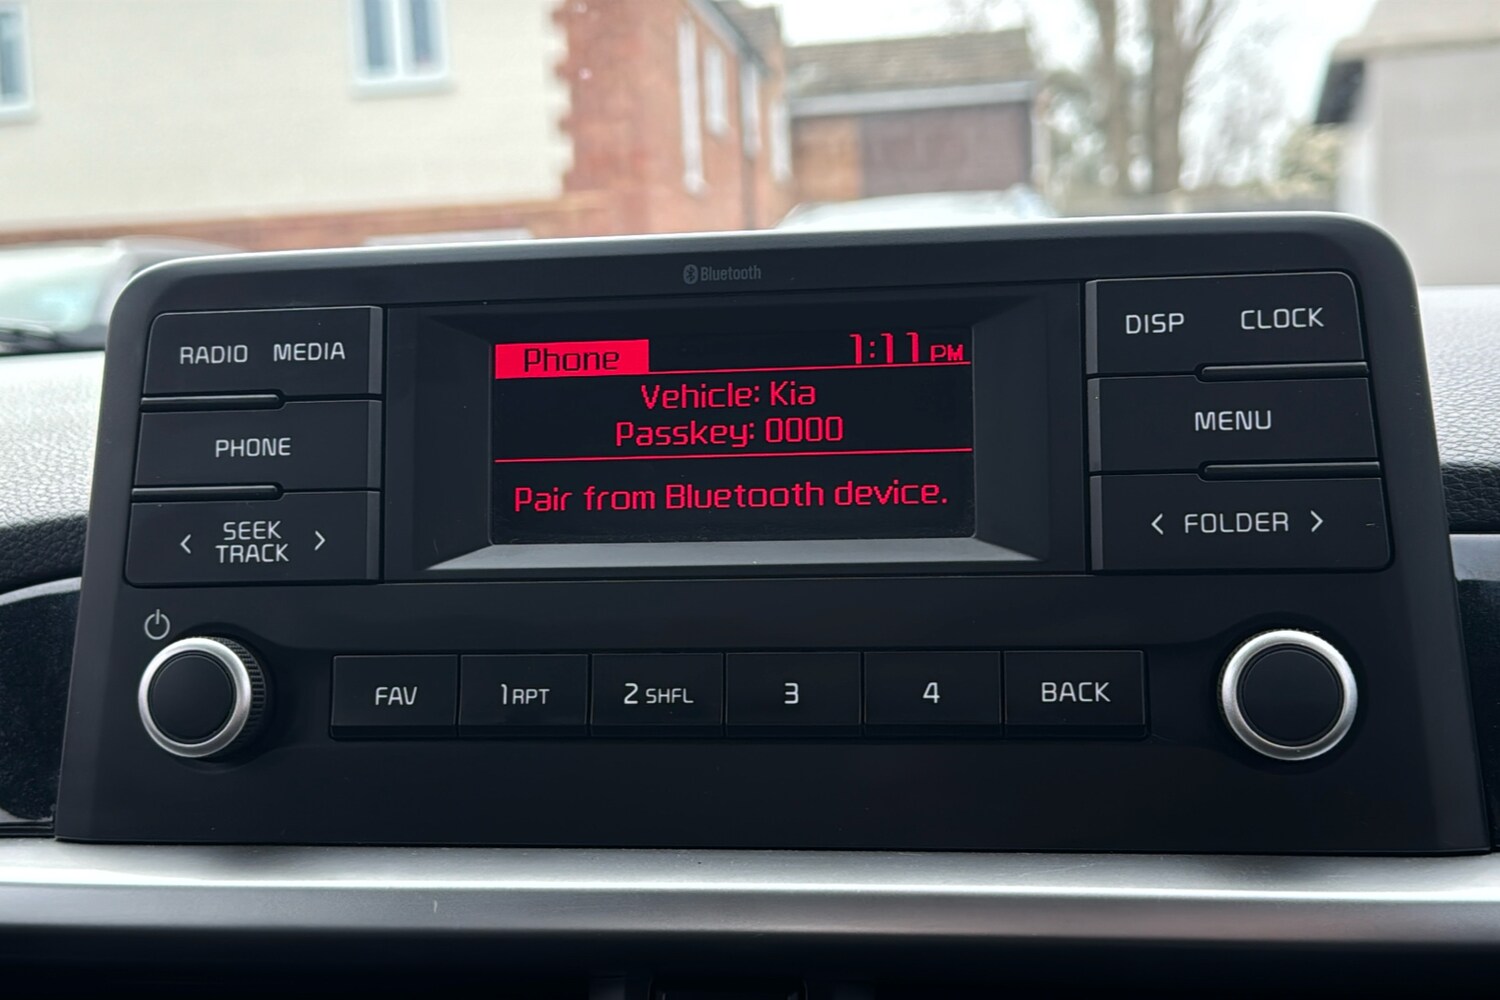 Bluetooth
RADIO MEDIA
PHONE
< SEEK TRACK >
Phone 1:11 PM
Vehicle: Kia
Passkey: 0000
Pair from Bluetooth device.
DISP CLOCK
MENU
< FOLDER >
FAV 1 RPT 2 SHFL 3 4 BACK